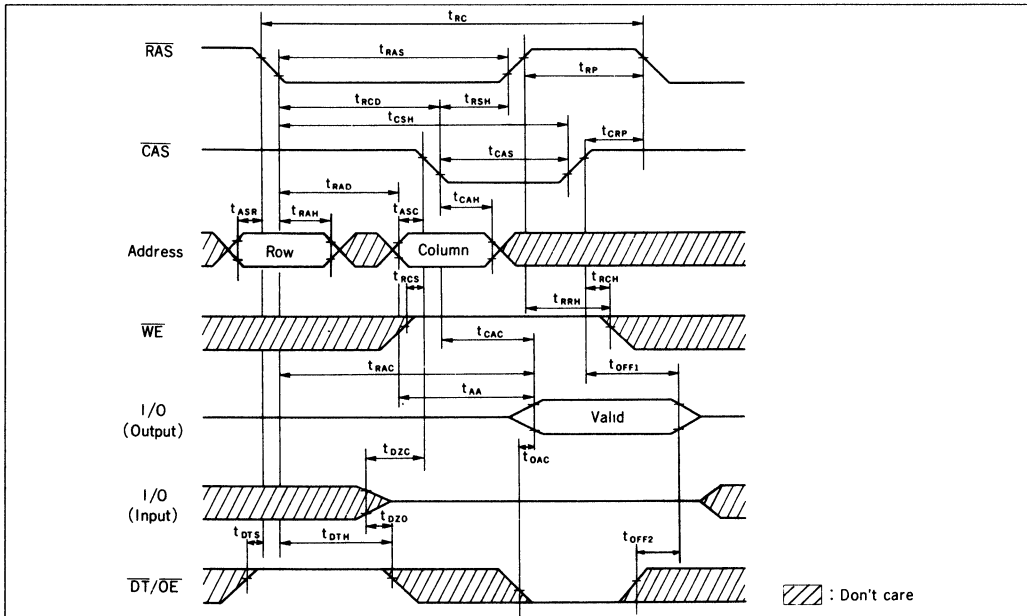 tRC
RAS
tRAS
tRP
tRCD
tRSH
tCSH
tCRP
CAS
tCAS
tRAD
tCAH
tASR
tRAH
tASC
Address
Row
Column
tRCS
tRCH
tRRH
WE
tCAC
tRAC
tOFF1
tAA
I/O
(Output)
Valid
tDZC
tOAC
I/O
(Input)
tDZO
tDTS
tDTH
tOFF2
DT/OE
: Don't care